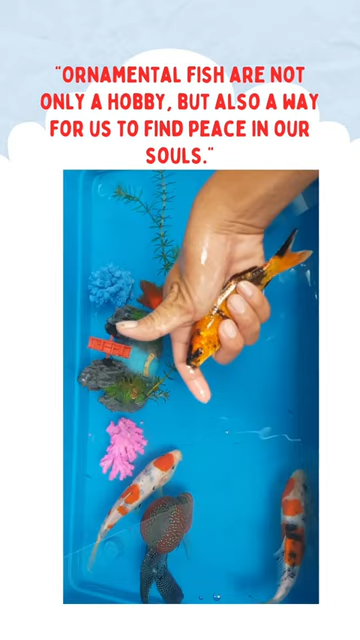 "ORNAMENTAL FISH ARE NOT
ONLY A HOBBY, BUT ALSO A WAY
FOR US TO FIND PEACE IN OUR
SOULS."